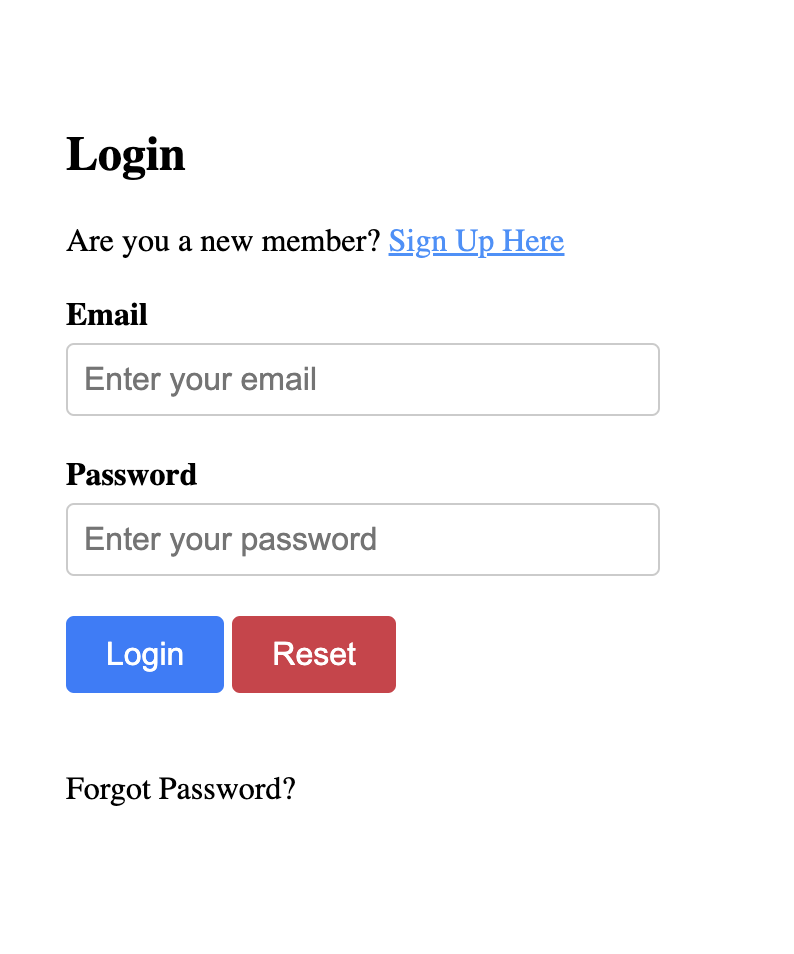 Login
Are you a new member? Sign Up Here
Email
Enter your email
Password
Enter your password
Login Reset
Forgot Password?